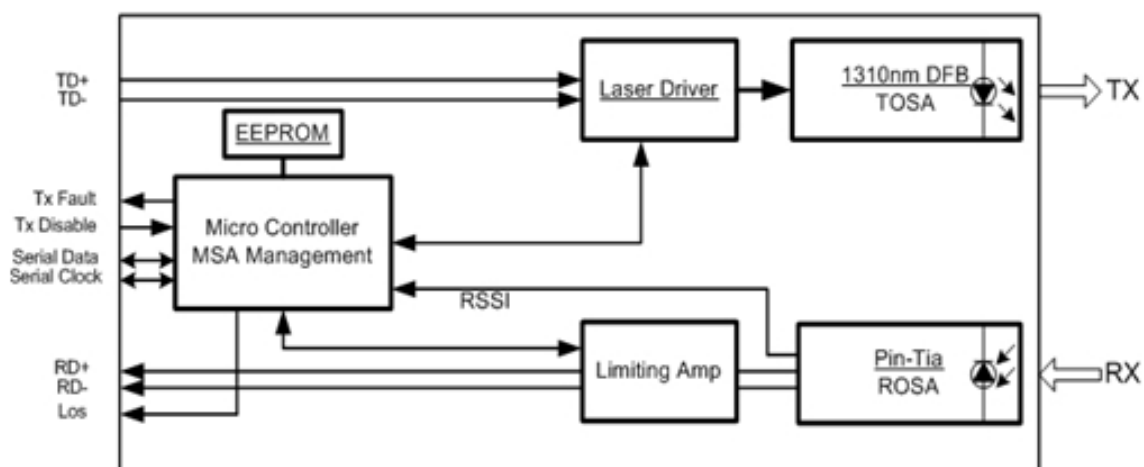 TD+
TD-
Laser Driver
1310nm DFB
TOSA
TX
EEPROM
Tx Fault
Tx Disable
Serial Data
Serial Clock
Micro Controller
MSA Management
RSSI
RD+
RD-
Los
Limiting Amp
Pin-Tia
ROSA
RX